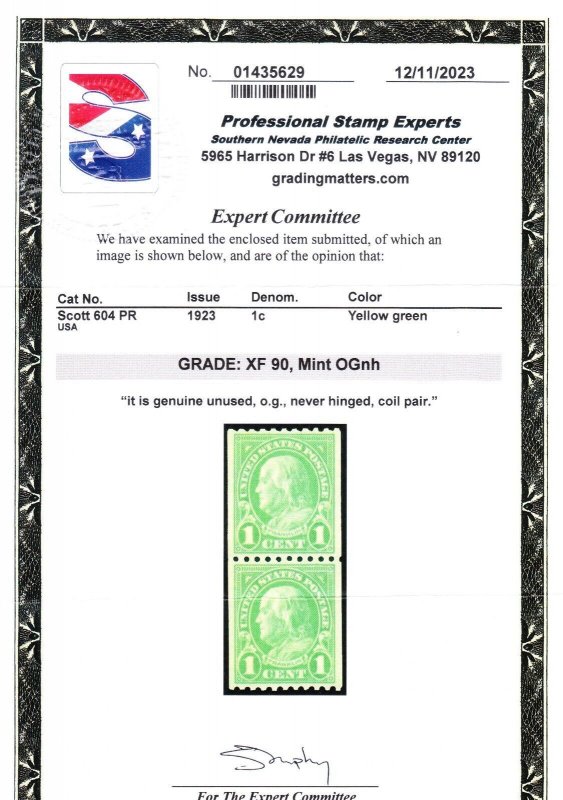 No. 01435629 12/11/2023
Professional Stamp Experts
Southern Nevada Philatelic Research Center
5965 Harrison Dr #6 Las Vegas, NV 89120
gradingmatters.com
Expert Committee
We have examined the enclosed item submitted, of which an
image is shown below, and are of the opinion that:
Cat No. Issue Denom. Color
Scott 604 PR 1923 1c Yellow green
USA
GRADE: XF 90, Mint OGnh
“it is genuine unused, o.g., never hinged, coil pair.”
UNITED STATES POSTAGE
1 1
CENT
UNITED STATES POSTAGE
1 1
CENT
For The Expert Committee